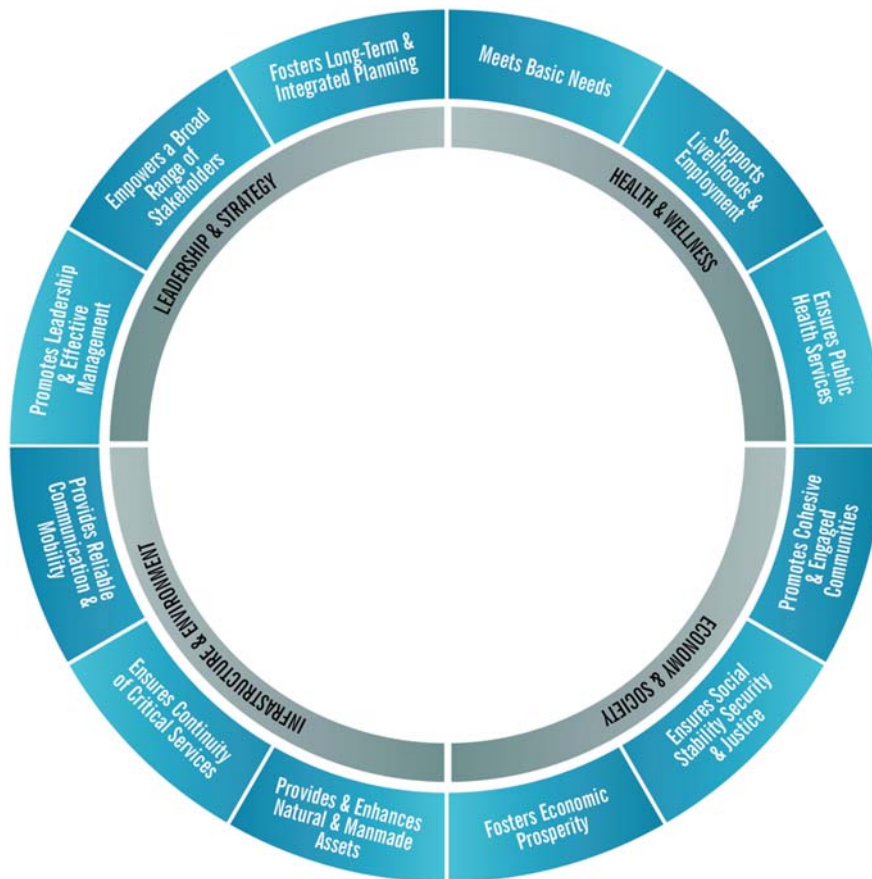 Meets Basic Needs
Supports
Livelihoods &
Employment
Ensures Public
Health Services
Promotes Cohesive
& Engaged
Communities
Ensures Social
Stability Security
& Justice
Fosters Economic
Prosperity
Provides & Enhances
Natural & Manmade
Assets
Ensures Continuity
of Critical Services
Provides Reliable
Communication &
Mobility
Promotes Leadership
& Effective
Management
Empowers a Broad
Range of
Stakeholders
Fosters Long-Term &
Integrated Planning
HEALTH & WELLNESS
ECONOMY & SOCIETY
INFRASTRUCTURE & ENVIRONMENT
LEADERSHIP & STRATEGY